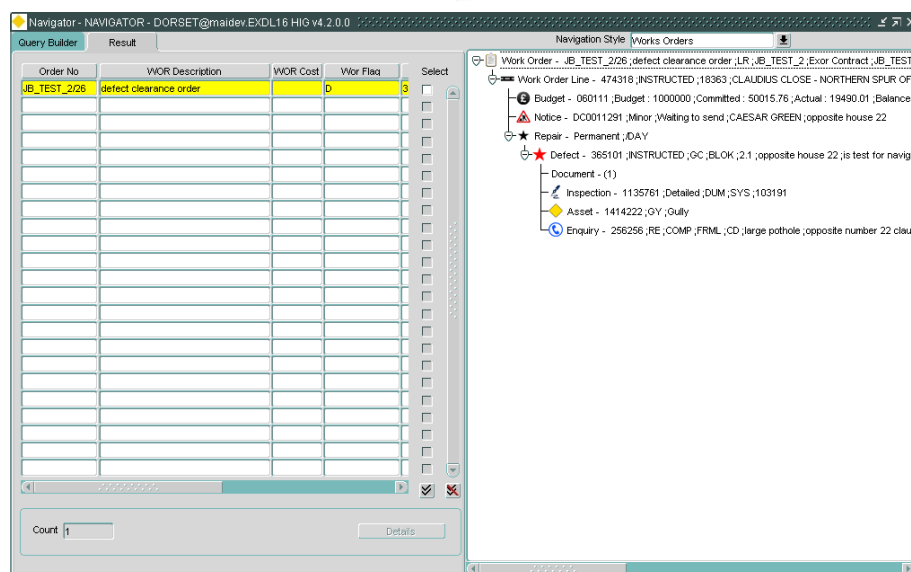 Navigator - NAVIGATOR - DORSET@maidev.EXDL16 HIG v4.2.0.0
Query Builder
Result
Navigation Style
Works Orders
Order No
WOR Description
WOR Cost
Wor Flag
Select
JB_TEST_2/26
defect clearance order
D
3
Count
1
Details
Work Order - JB_TEST_2/26 ;defect clearance order ;LR ;JB_TEST_2 ;Exor Contract ;JB_TEST
Work Order Line - 474318 ;INSTRUCTED ;18363 ;CLAUDIUS CLOSE - NORTHERN SPUR OF
Budget - 060111 ;Budget : 1000000 ;Committed : 50015.76 ;Actual : 19490.01 ;Balance
Notice - DC0011291 ;Minor ;Waiting to send ;CAESAR GREEN ;opposite house 22
Repair - Permanent ;/DAY
Defect - 365101 ;INSTRUCTED ;GC ;BLOK ;2.1 ;opposite house 22 ;is test for navig
Document - (1)
Inspection - 1135761 ;Detailed ;DUM ;SYS ;103191
Asset - 1414222 ;GY ;Gully
Enquiry - 256256 ;RE ;COMP ;FRML ;CD ;large pothole ;opposite number 22 clau